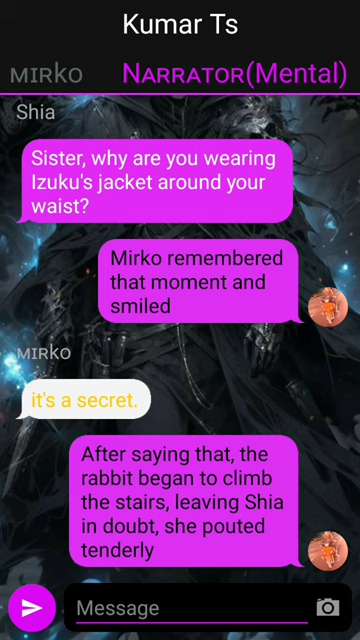 Kumar Ts
MIRKO NARRATOR(Mental)
Shia
Sister, why are you wearing
Izuku's jacket around your
waist?
Mirko remembered
that moment and
smiled
MIRKO
it's a secret.
After saying that, the
rabbit began to climb
the stairs, leaving Shia
in doubt, she pouted
tenderly
Message